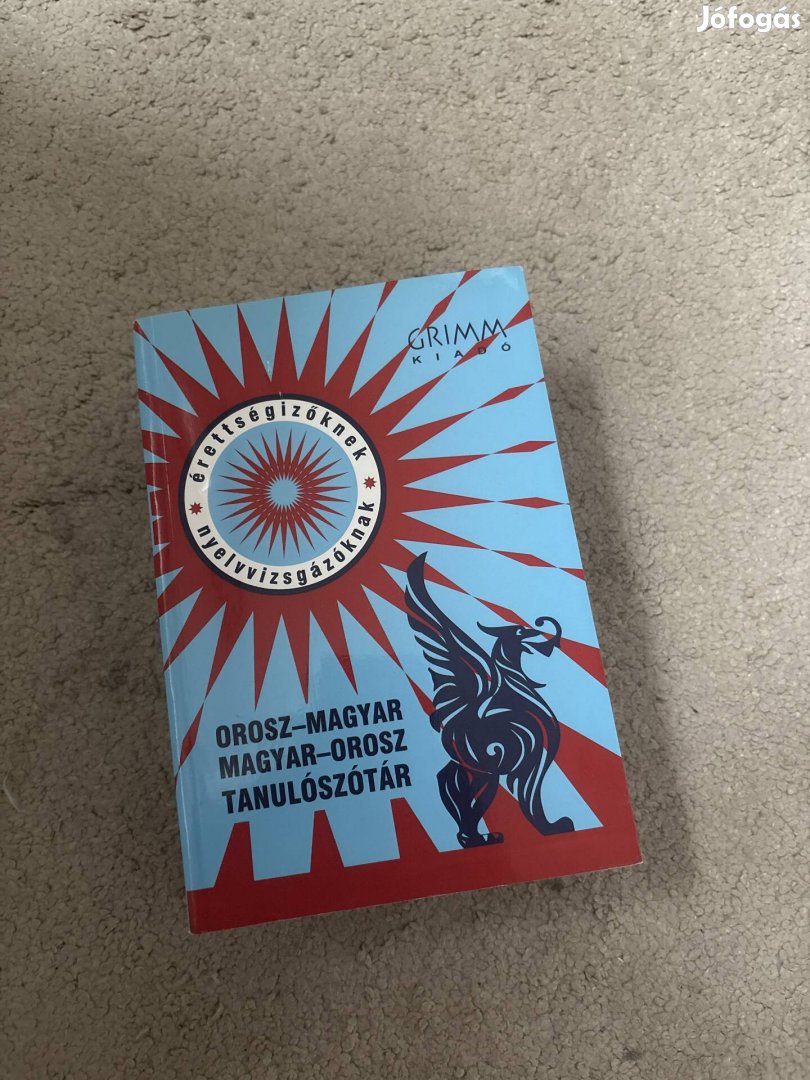 Jófogás
GRIMM
KIADÓ
érettségizőknek
nyelvvizsgázóknak
OROSZ–MAGYAR
MAGYAR–OROSZ
TANULÓSZÓTÁR